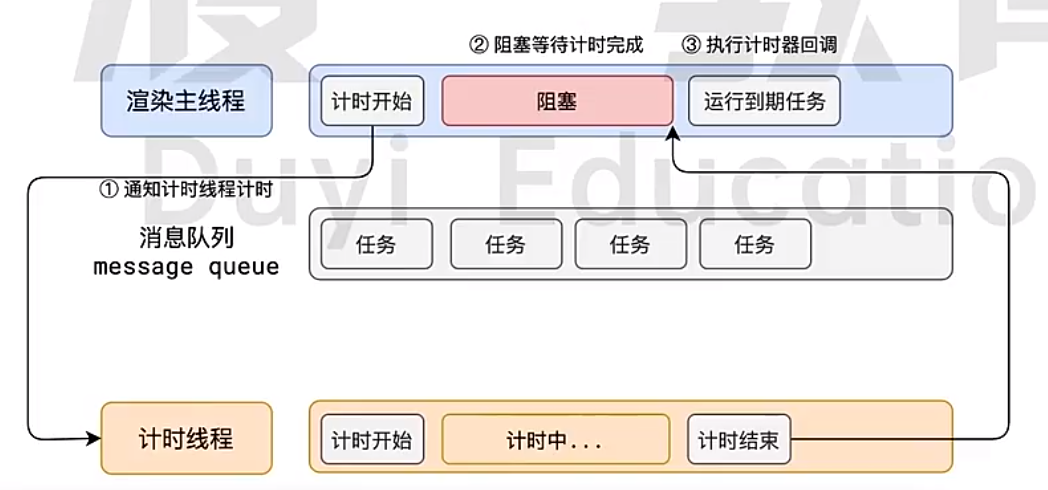 ② 阻塞等待计时完成
③ 执行计时器回调
渲染主线程
计时开始
阻塞
运行到期任务
Duyi Educatio
① 通知计时线程计时
消息队列
message queue
任务
任务
任务
任务
计时线程
计时开始
计时中...
计时结束